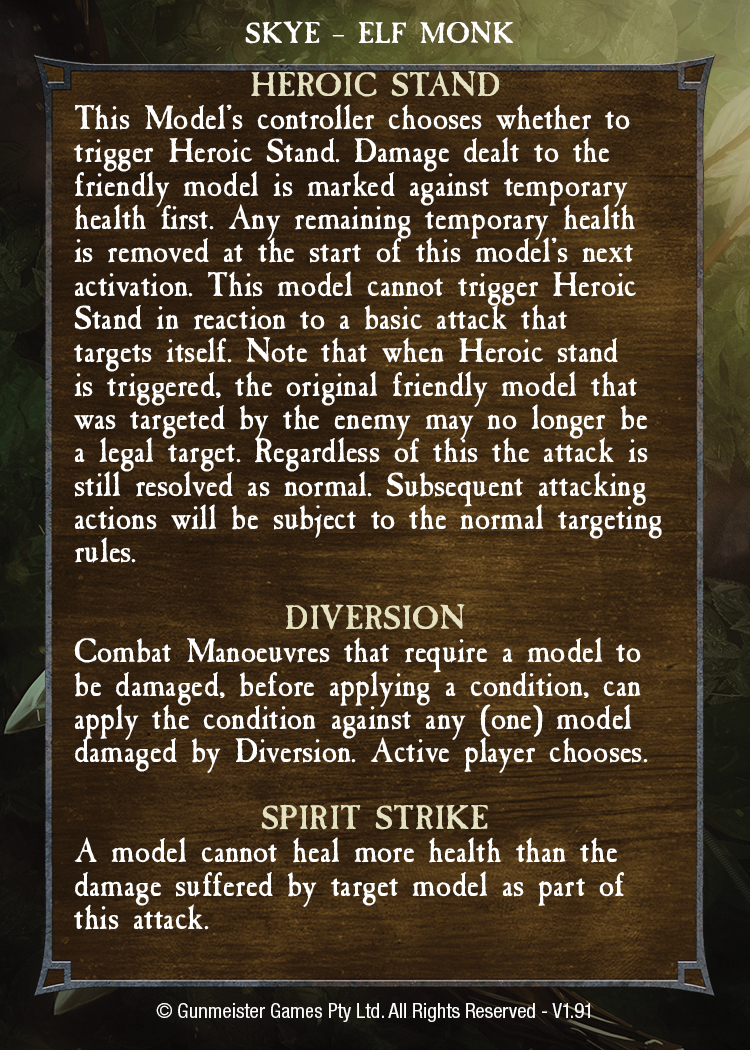 SKYE – ELF MONK
HEROIC STAND
This Model's controller chooses whether to
trigger Heroic Stand. Damage dealt to the
friendly model is marked against temporary
health first. Any remaining temporary health
is removed at the start of this model's next
activation. This model cannot trigger Heroic
Stand in reaction to a basic attack that
targets itself. Note that when Heroic stand
is triggered, the original friendly model that
was targeted by the enemy may no longer be
a legal target. Regardless of this the attack is
still resolved as normal. Subsequent attacking
actions will be subject to the normal targeting
rules.
DIVERSION
Combat Manoeuvres that require a model to
be damaged, before applying a condition, can
apply the condition against any (one) model
damaged by Diversion. Active player chooses.
SPIRIT STRIKE
A model cannot heal more health than the
damage suffered by target model as part of
this attack.
© Gunmeister Games Pty Ltd. All Rights Reserved - V1.91